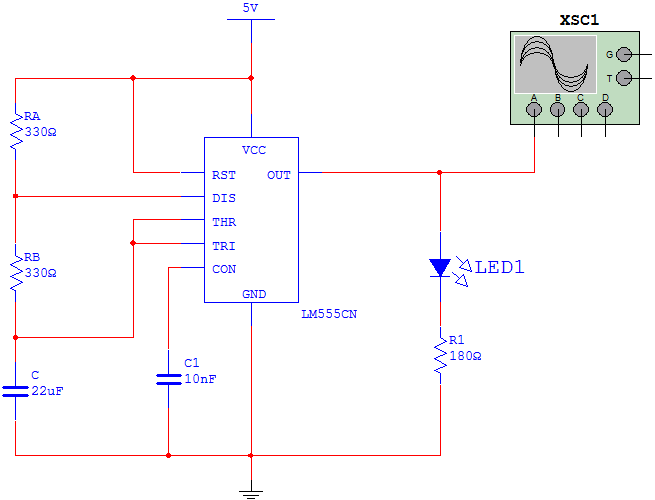 5V
XSC1
G
T
A B C D
RA
330Ω
VCC
RST OUT
DIS
THR
TRI
CON
GND
LM555CN
RB
330Ω
LED1
C
22uF
C1
10nF
R1
180Ω